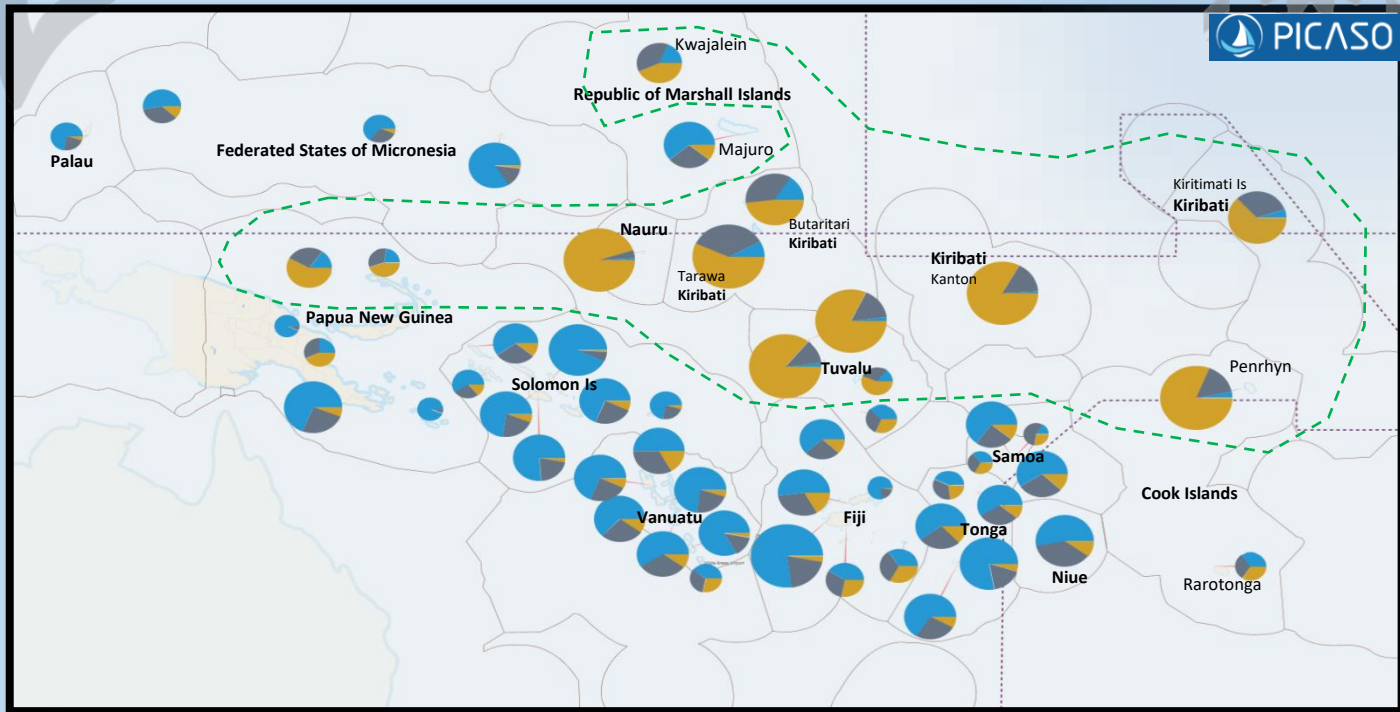 PICASO
Kwajalein
Republic of Marshall Islands
Federated States of Micronesia
Palau
Majuro
Kiritimati Is
Kiribati
Butaritari
Kiribati
Nauru
Kiribati
Kanton
Tarawa
Kiribati
Papua New Guinea
Tuvalu
Penrhyn
Solomon Is
Samoa
Cook Islands
Vanuatu
Fiji
Tonga
Niue
Rarotonga